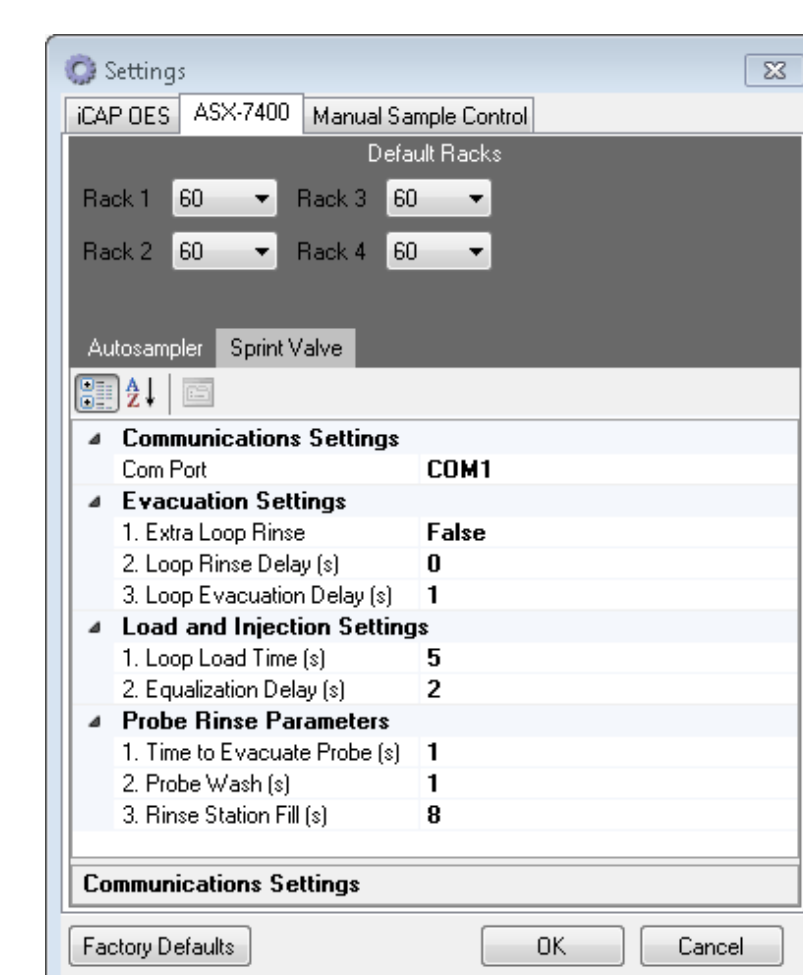 Settings
iCAP OES ASX-7400 Manual Sample Control
Default Racks
Rack 1 60 Rack 3 60
Rack 2 60 Rack 4 60
Autosampler Sprint Valve
Communications Settings
Com Port COM1
Evacuation Settings
1. Extra Loop Rinse False
2. Loop Rinse Delay (s) 0
3. Loop Evacuation Delay (s) 1
Load and Injection Settings
1. Loop Load Time (s) 5
2. Equalization Delay (s) 2
Probe Rinse Parameters
1. Time to Evacuate Probe (s) 1
2. Probe Wash (s) 1
3. Rinse Station Fill (s) 8
Communications Settings
Factory Defaults OK Cancel